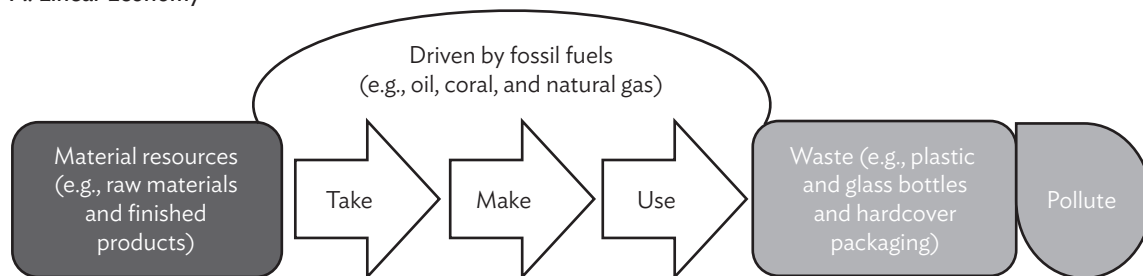 A. Linear Economy
Driven by fossil fuels
(e.g., oil, coral, and natural gas)
Material resources
(e.g., raw materials
and finished
products)
Take
Make
Use
Waste (e.g., plastic
and glass bottles
and hardcover
packaging)
Pollute